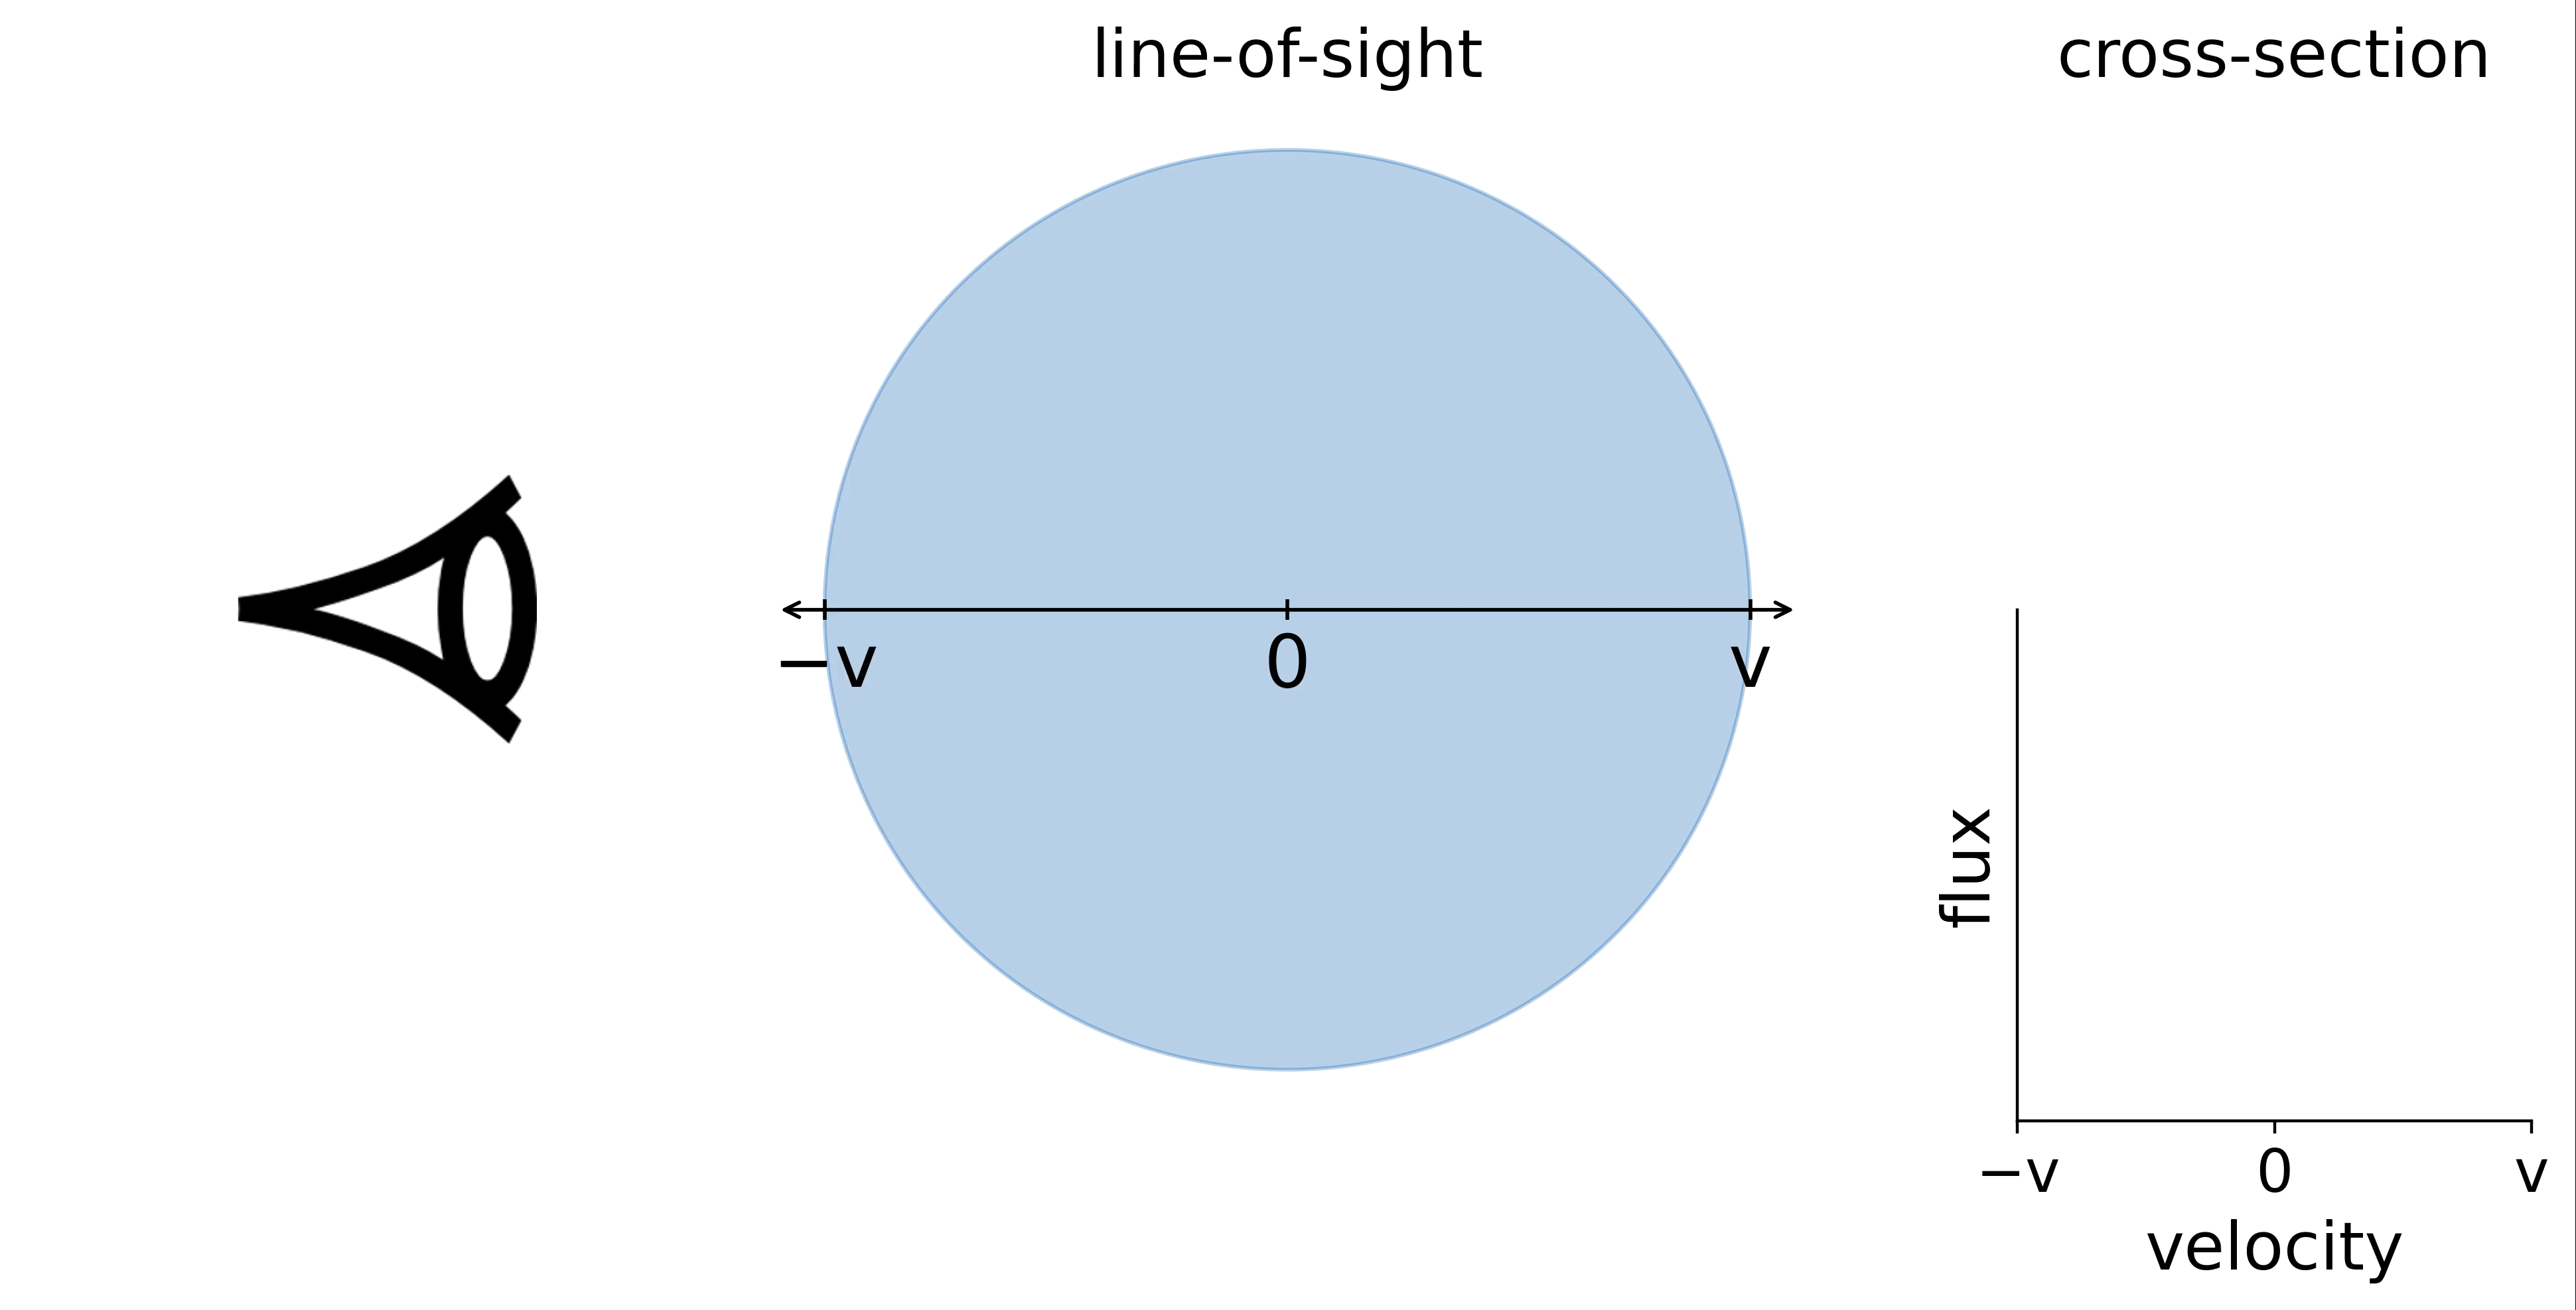 line-of-sight
cross-section
−v
0
v
flux
−v
0
v
velocity